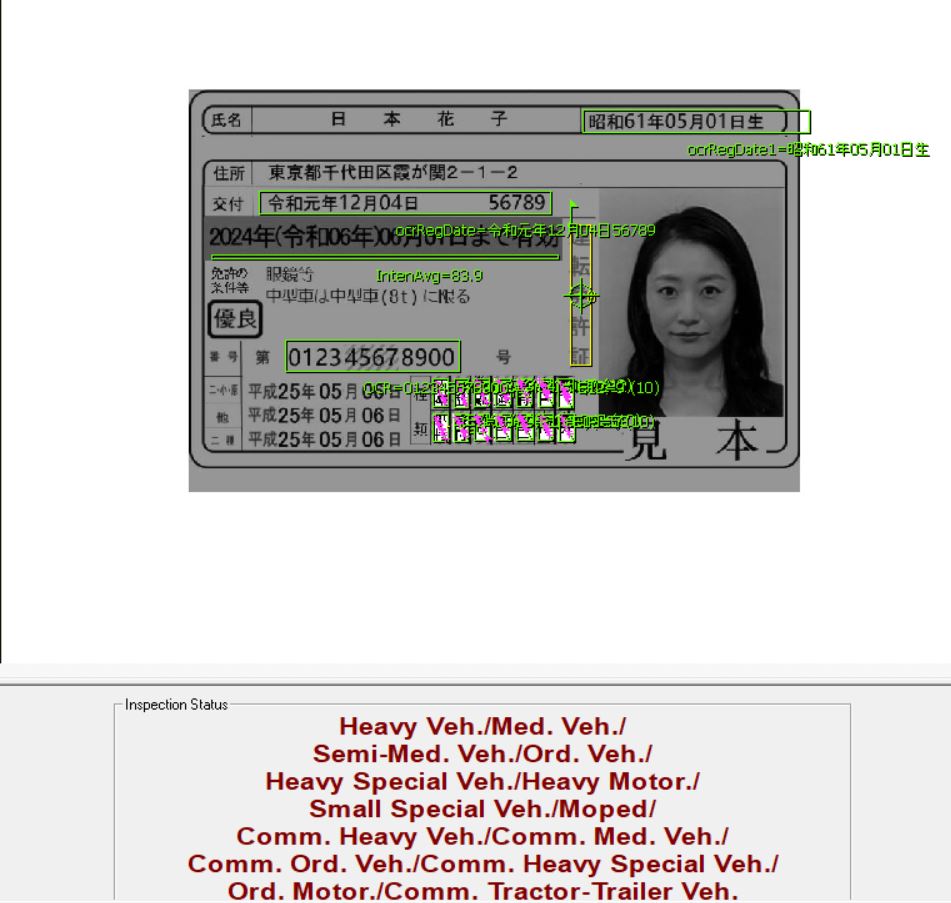 氏名 日本花子 昭和61年05月01日生
ocrRegDate1=昭和61年05月01日生
住所 東京都千代田区霞が関2-1-2
交付 令和元年12月04日 56789
ocrRegDate=令和元年12月04日56789
2024年(令和06年)06月01日まで有効
運転免許証
免許の条件等 眼鏡等
IntenAvg=83.9
中型車は中型車(8t)に限る
優良
番号 第 012345678900 号
二・小・原 平成25年05月06日
他 平成25年05月06日
二種 平成25年05月06日
種類
見本
Inspection Status
Heavy Veh./Med. Veh./
Semi-Med. Veh./Ord. Veh./
Heavy Special Veh./Heavy Motor./
Small Special Veh./Moped/
Comm. Heavy Veh./Comm. Med. Veh./
Comm. Ord. Veh./Comm. Heavy Special Veh./
Ord. Motor./Comm. Tractor-Trailer Veh.